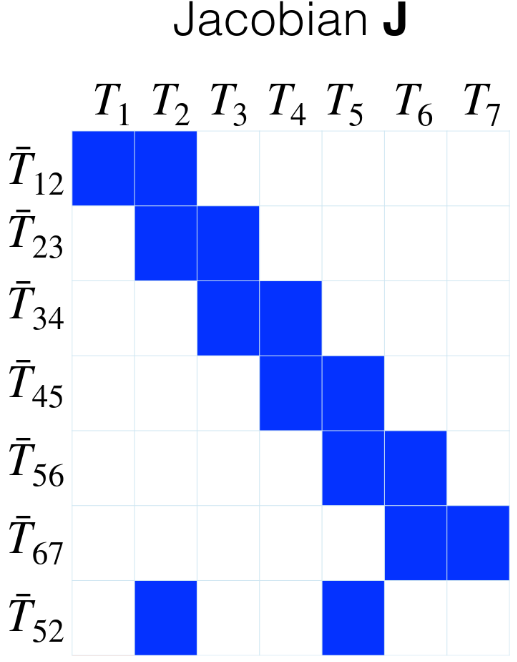 Jacobian J
T1 T2 T3 T4 T5 T6 T7
T̄12
T̄23
T̄34
T̄45
T̄56
T̄67
T̄52